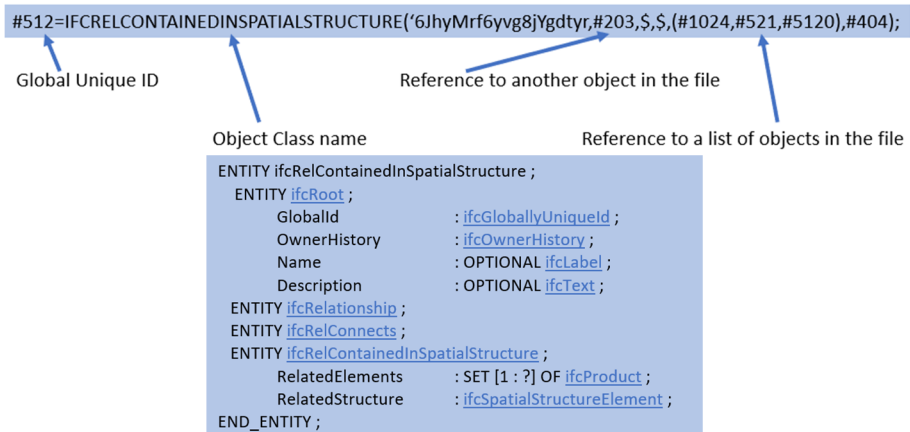 #512=IFCRELCONTAINEDINSPATIALSTRUCTURE(‘6JhyMrf6yvg8jYgdtyr,#203,$,$,(#1024,#521,#5120),#404);
Global Unique ID
Reference to another object in the file
Object Class name
Reference to a list of objects in the file
ENTITY ifcRelContainedInSpatialStructure ;
ENTITY ifcRoot ;
GlobalId : ifcGloballyUniqueId ;
OwnerHistory : ifcOwnerHistory ;
Name : OPTIONAL ifcLabel ;
Description : OPTIONAL ifcText ;
ENTITY ifcRelationship ;
ENTITY ifcRelConnects ;
ENTITY ifcRelContainedInSpatialStructure ;
RelatedElements : SET [1 : ?] OF ifcProduct ;
RelatedStructure : ifcSpatialStructureElement ;
END_ENTITY ;